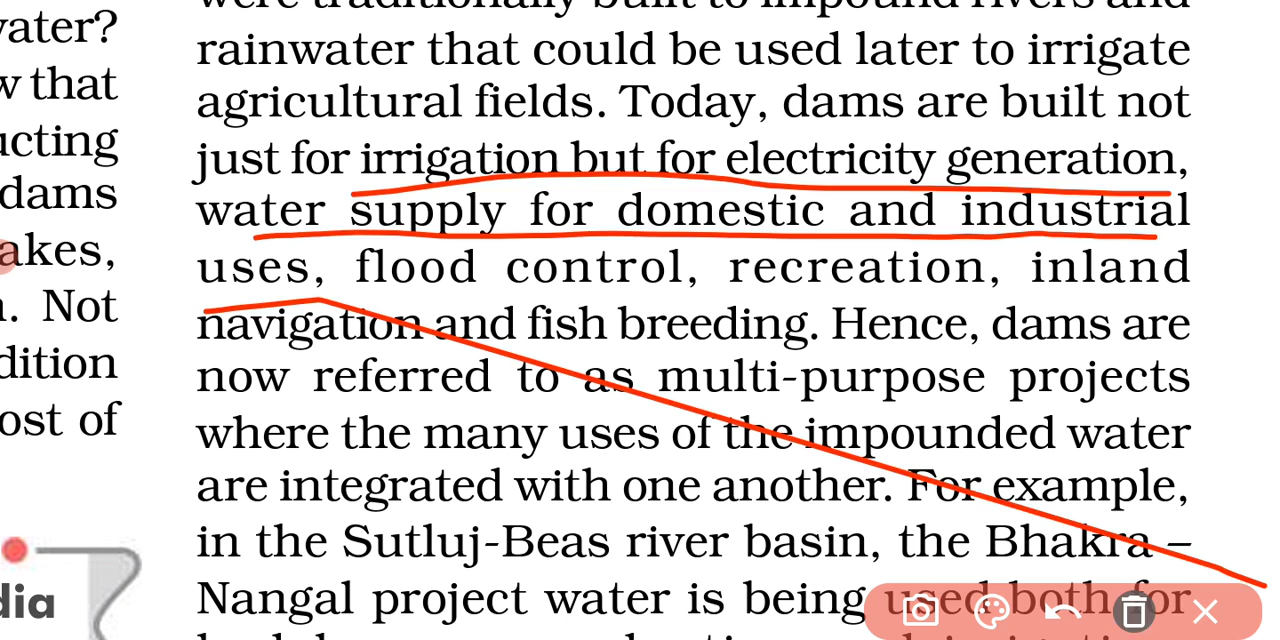 vater?
w that
ucting
dams
akes,
n. Not
dition
ost of
dia
were traditionally built to impound rivers and
rainwater that could be used later to irrigate
agricultural fields. Today, dams are built not
just for irrigation but for electricity generation,
water supply for domestic and industrial
uses, flood control, recreation, inland
navigation and fish breeding. Hence, dams are
now referred to as multi-purpose projects
where the many uses of the impounded water
are integrated with one another. For example,
in the Sutluj-Beas river basin, the Bhakra –
Nangal project water is being used both for